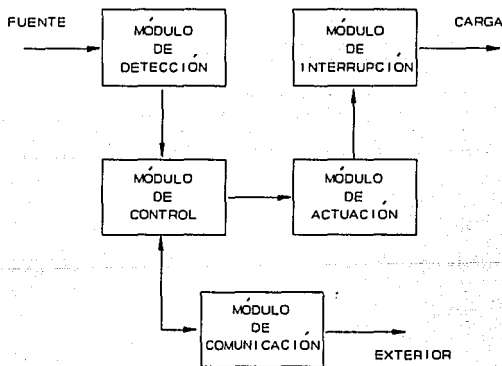 FUENTE
MÓDULO
DE
DETECCIÓN
MÓDULO
DE
INTERRUPCIÓN
CARGA
MÓDULO
DE
CONTROL
MÓDULO
DE
ACTUACIÓN
MÓDULO
DE
COMUNICACIÓN
EXTERIOR